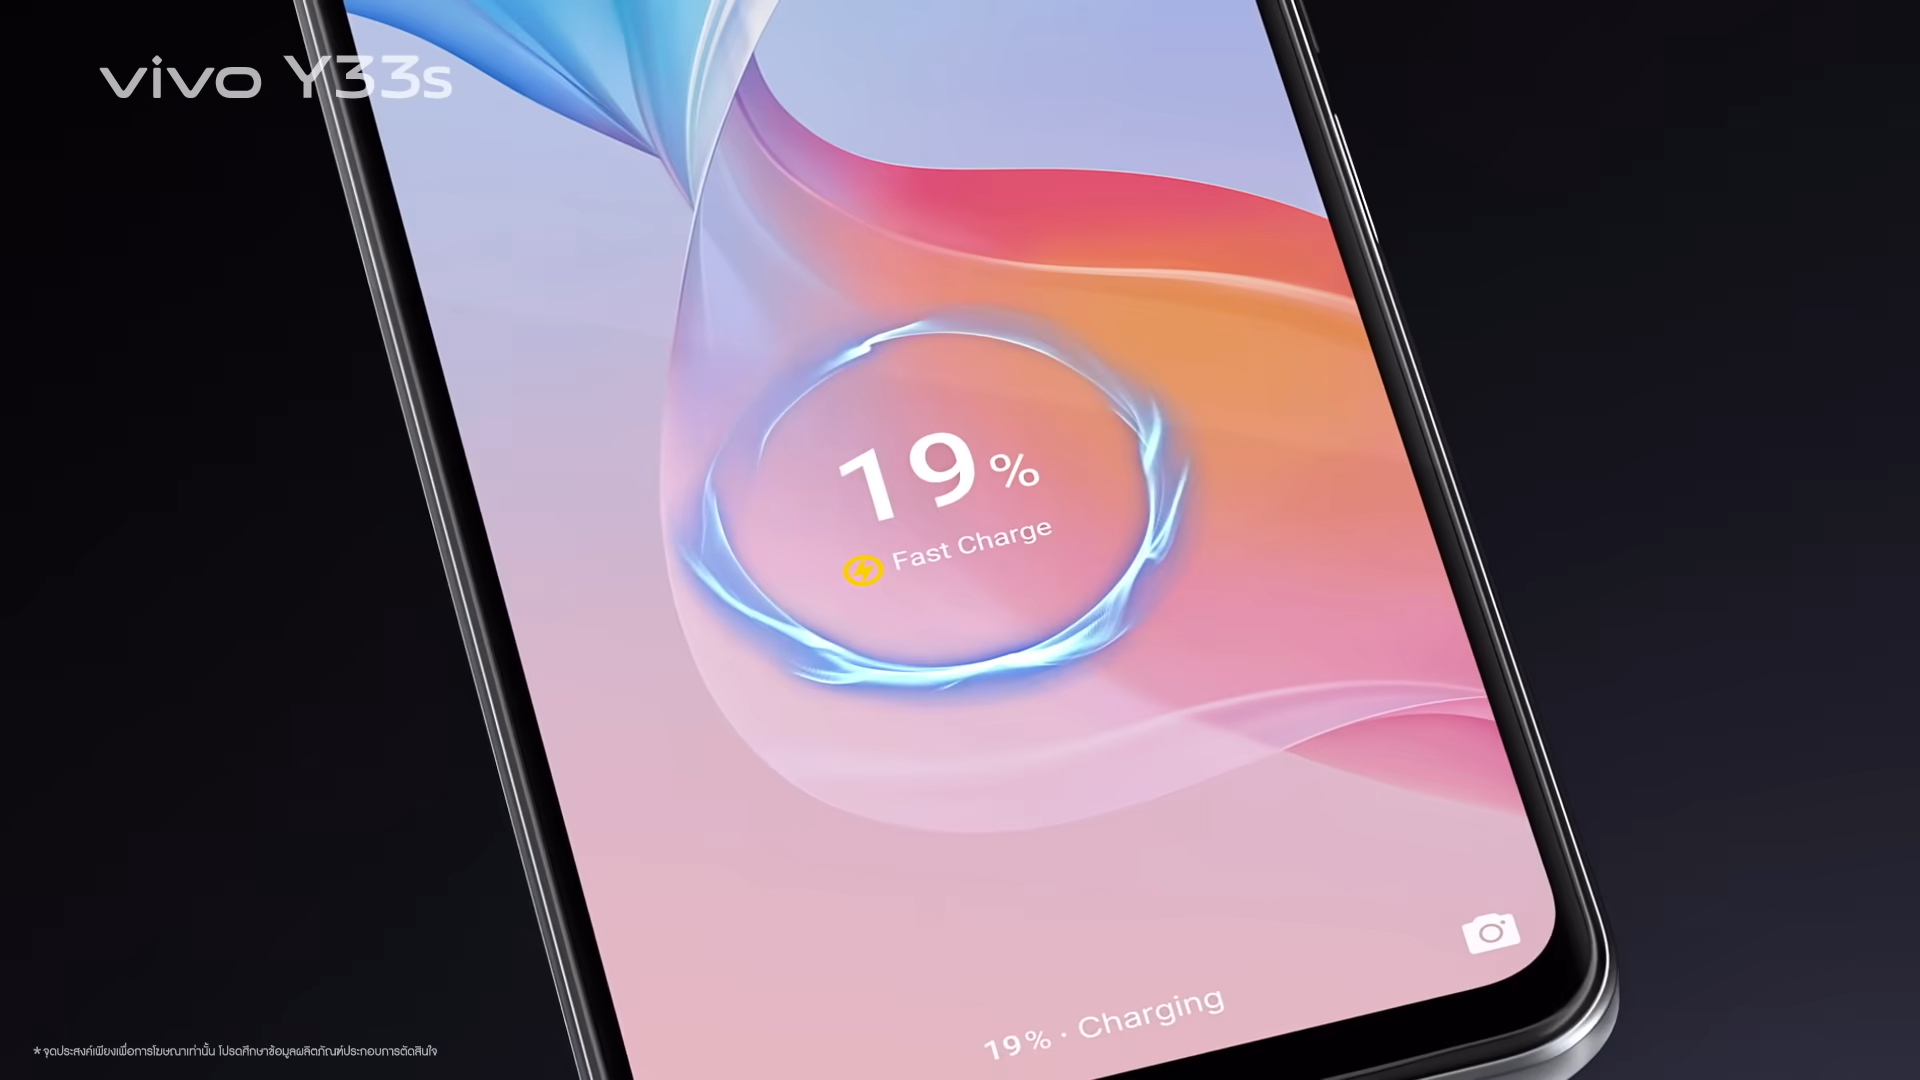 vivo Y33s
19%
Fast Charge
19% · Charging
* จุดประสงค์เพียงเพื่อการโฆษณาเท่านั้น โปรดศึกษาข้อมูลผลิตภัณฑ์ประกอบการตัดสินใจ